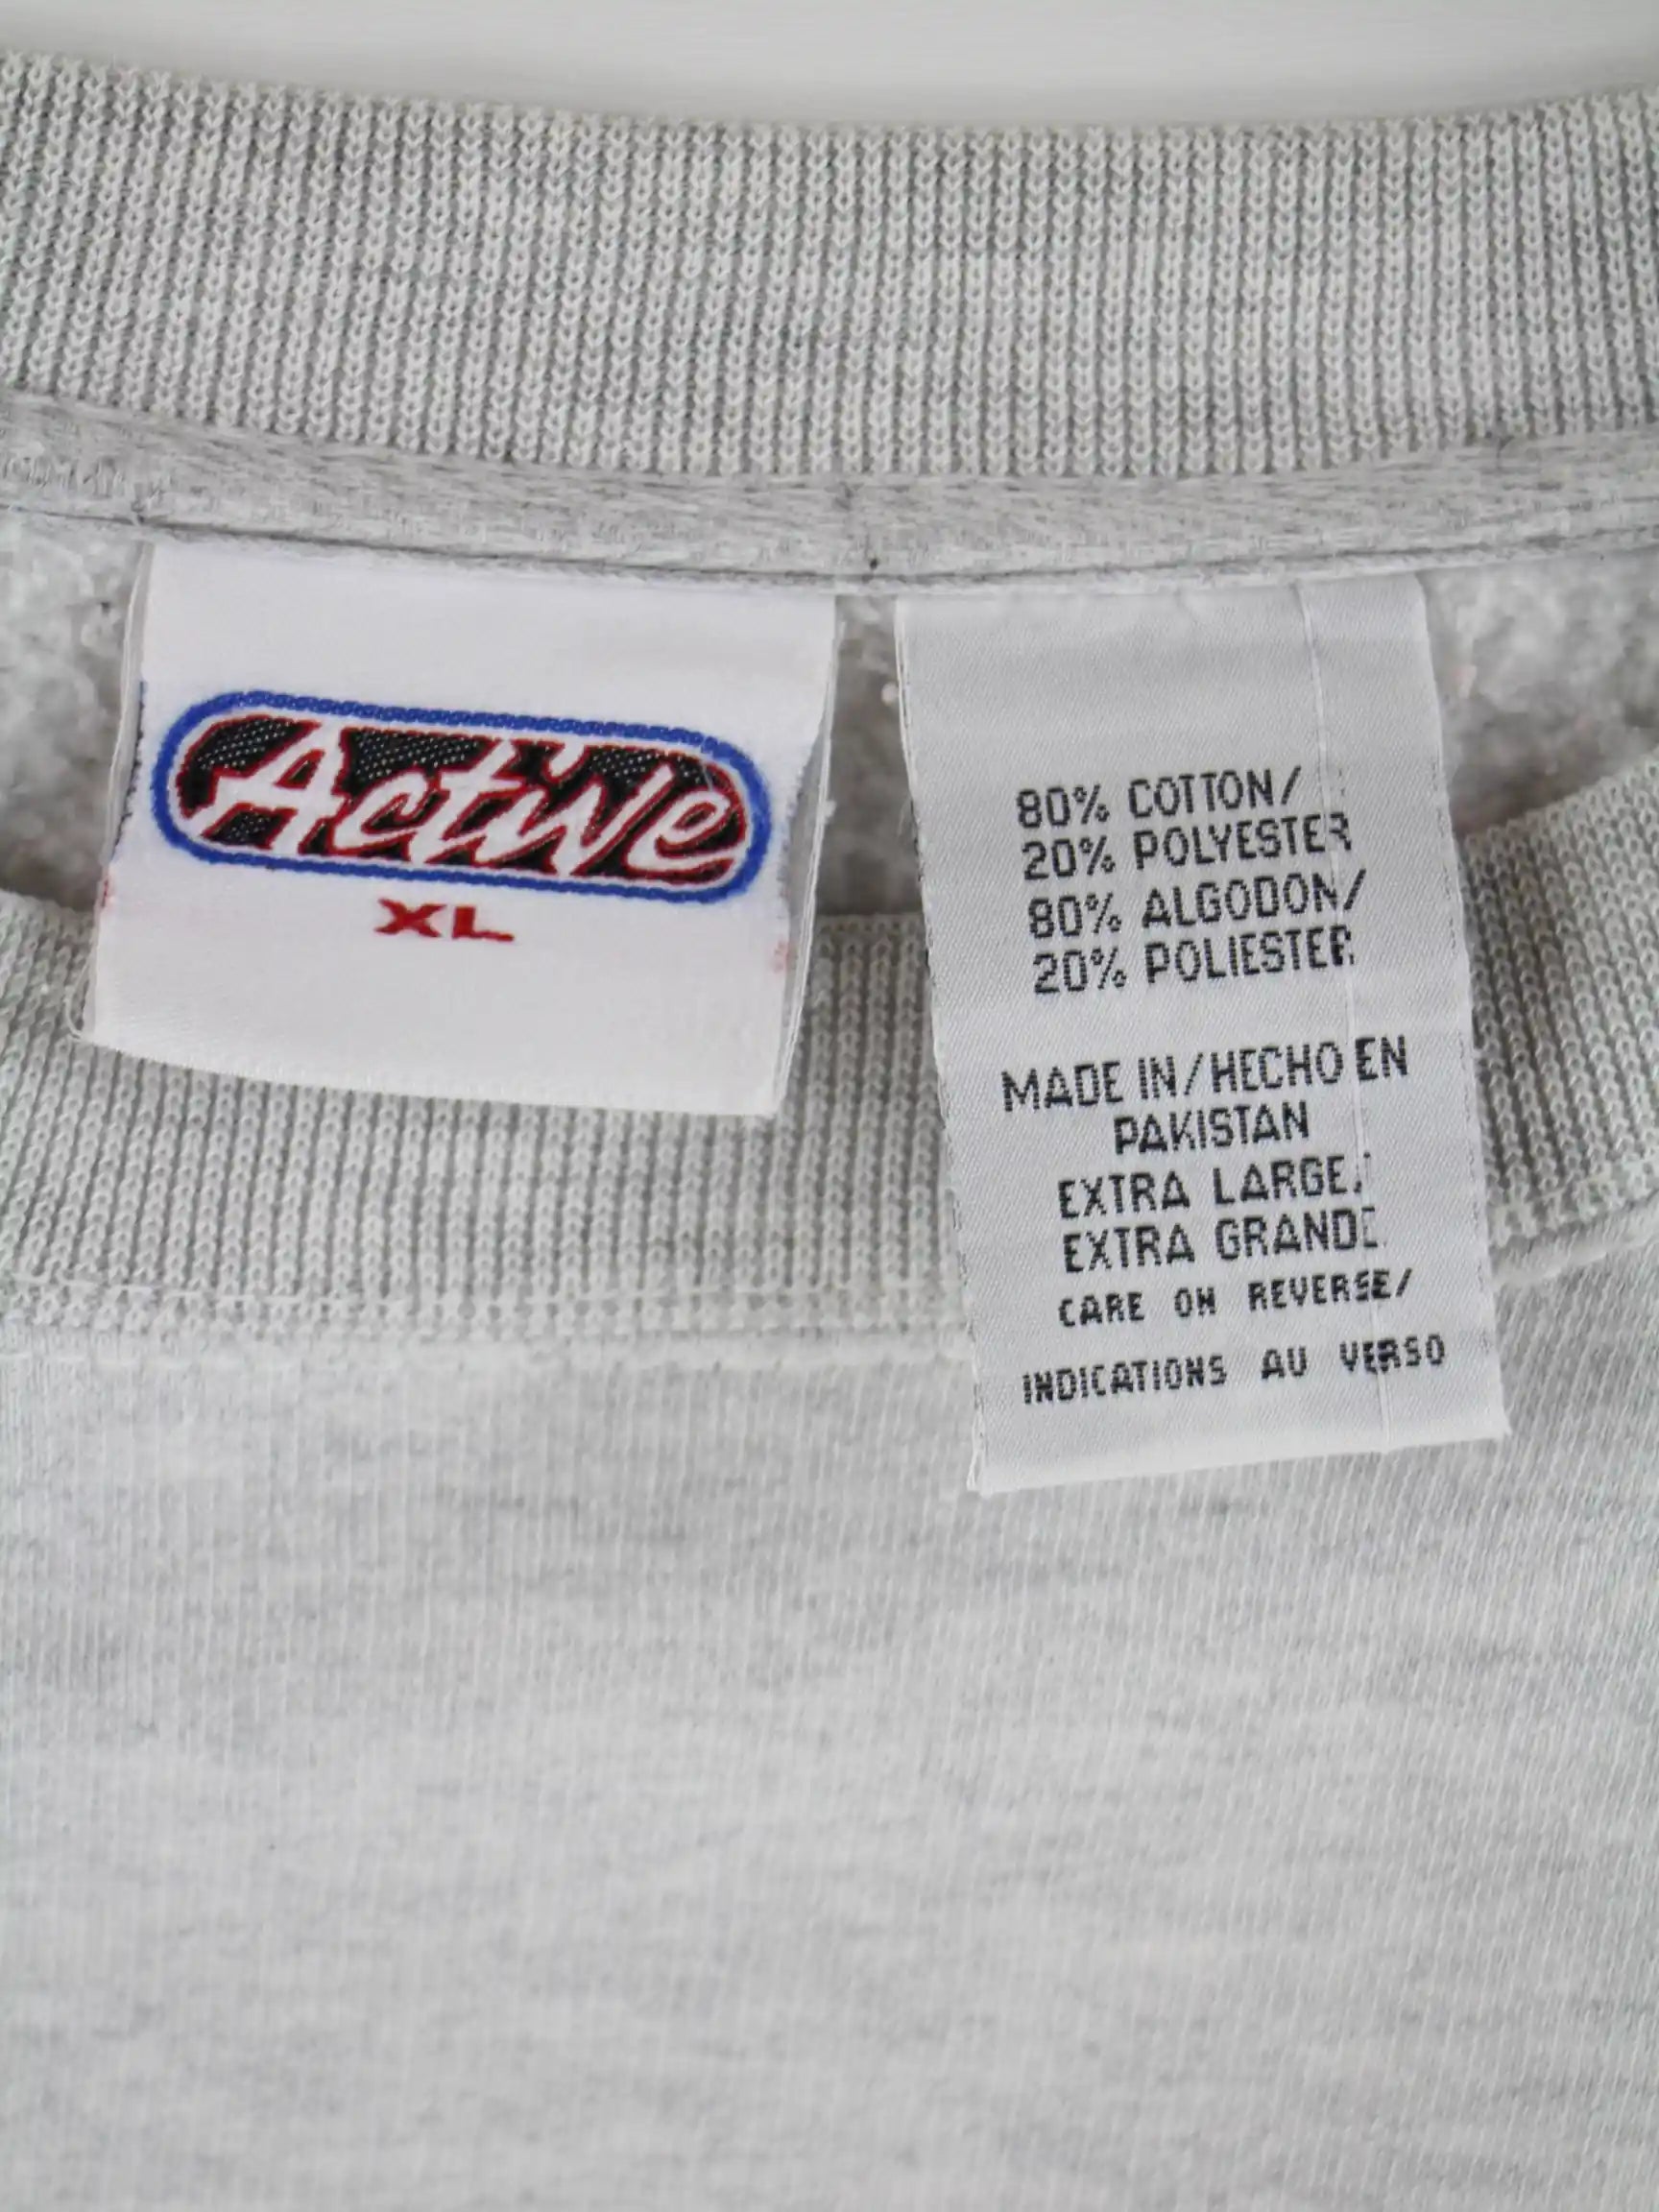 Active
XL
80% COTTON/
20% POLYESTER
80% ALGODON/
20% POLIESTER
MADE IN/HECHO EN
PAKISTAN
EXTRA LARGE/
EXTRA GRANDE
CARE ON REVERSE/
INDICATIONS AU VERSO